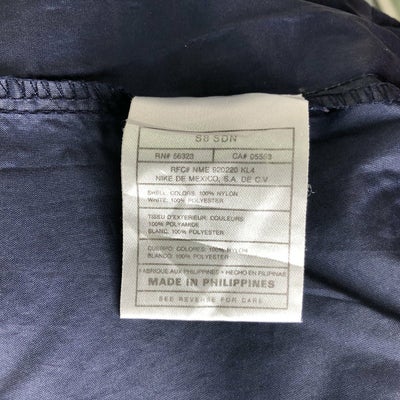 S8 SDN
RN# 56323 CA# 05553
RFC# NME 920220 KL4
NIKE DE MEXICO, S.A. DE C.V
SHELL: COLORS: 100% NYLON
WHITE: 100% POLYESTER
TISSU D'EXTERIEUR: COULEURS
100% POLYAMIDE
BLANC: 100% POLYESTER
CUERPO: COLORES: 100% NYLON
BLANCO: 100% POLYESTER
FABRIQUE AUX PHILIPPINES • HECHO EN FILIPINAS
MADE IN PHILIPPINES
SEE REVERSE FOR CARE